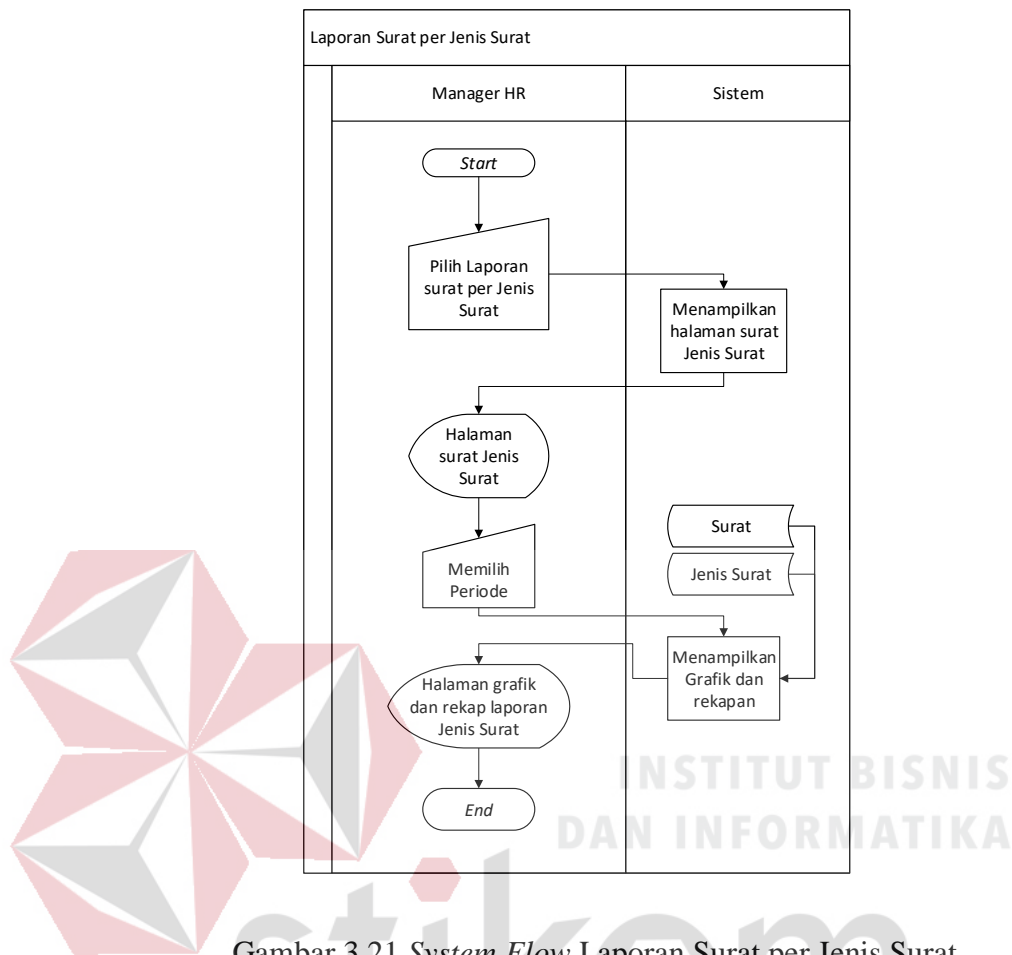 Laporan Surat per Jenis Surat
Manager HR
Sistem
Start
Pilih Laporan
surat per Jenis
Surat
Menampilkan
halaman surat
Jenis Surat
Halaman
surat Jenis
Surat
Surat
Jenis Surat
Memilih
Periode
Menampilkan
Grafik dan
rekapan
Halaman grafik
dan rekap laporan
Jenis Surat
End
INSTITUT BISNIS
DAN INFORMATIKA
stikom
Gambar 3.21 System Flow Laporan Surat per Jenis Surat